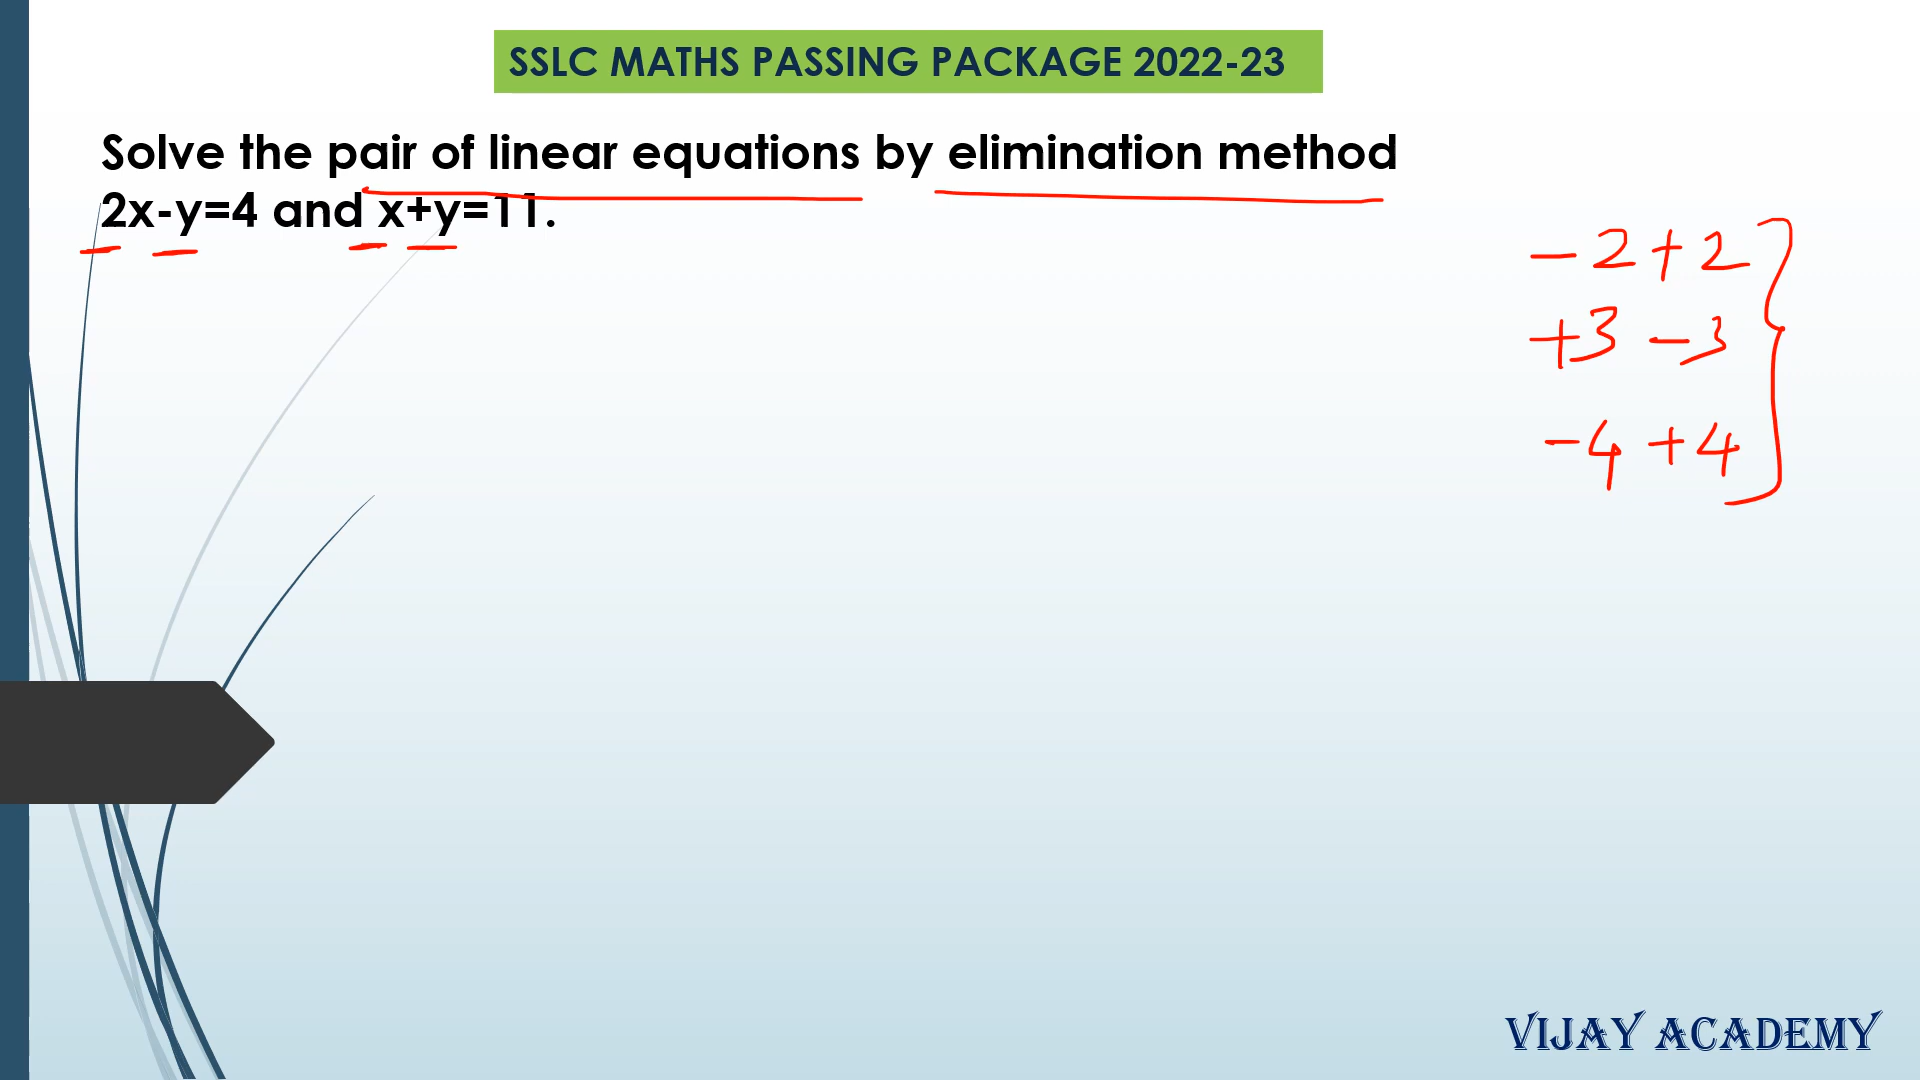 SSLC MATHS PASSING PACKAGE 2022-23
Solve the pair of linear equations by elimination method
2x-y=4 and x+y=11.
-2+2
+3-3
-4+4
VIJAY ACADEMY